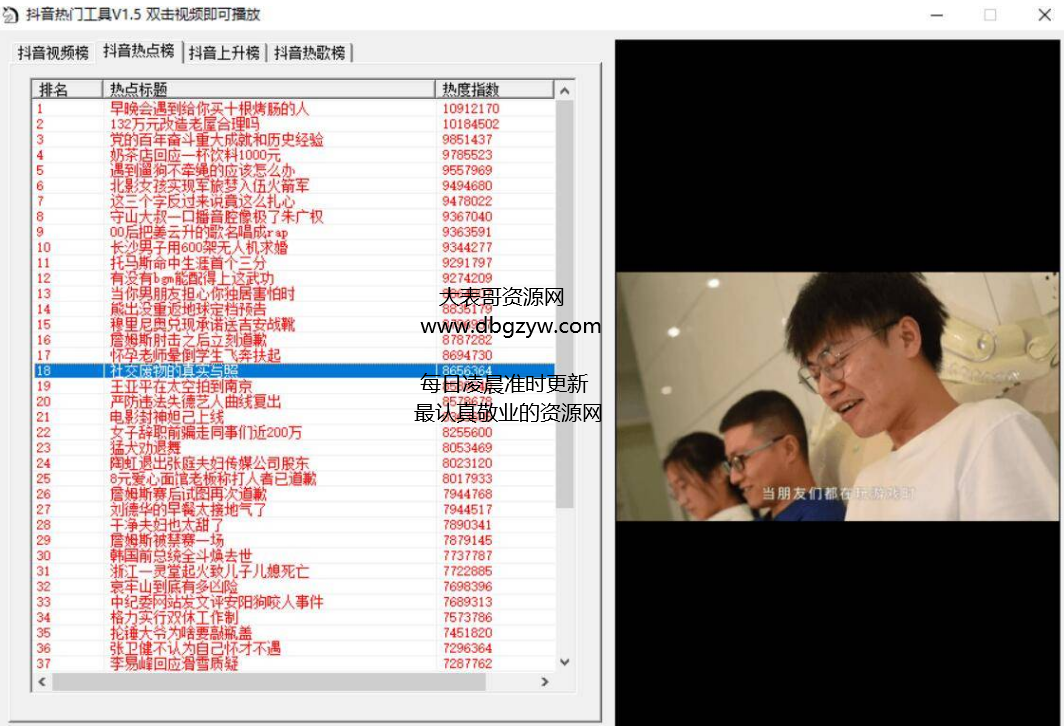 抖音热门工具V1.5 双击视频即可播放
抖音视频榜 抖音热点榜 抖音上升榜 抖音热歌榜
排名 热点标题 热度指数
1 早晚会遇到给你买十根烤肠的人 10912170
2 132万元改造老屋合理吗 10184502
3 党的百年奋斗重大成就和历史经验 9851437
4 奶茶店回应一杯饮料1000元 9785523
5 遇到遛狗不牵绳的应该怎么办 9557969
6 北影女孩实现军旅梦入伍火箭军 9494680
7 这三个字反过来说竟这么扎心 9478022
8 守山大叔一口播音腔像极了朱广权 9367040
9 00后把姜云升的歌名唱成rap 9363591
10 长沙男子用600架无人机求婚 9344277
11 托马斯命中生涯首个三分 9291797
12 有没有bgm能配得上这武功 9274209
13 当你男朋友担心你独居害怕时
大表哥资源网
14 熊出没重返地球定档预告 8835179
15 穆里尼奥兑现承诺送吉安战靴
www.dbgzyw.com
16 詹姆斯肘击之后立刻道歉 8787282
17 怀孕老师晕倒学生飞奔扶起 8694730
18 社交废物的真实写照 8656364
19 王亚平在太空拍到南京
每日凌晨准时更新
20 严防违法失德艺人曲线复出 8578678
21 电影封神妲己上线
最认真敬业的资源网
22 女子辞职前骗走同事们近200万 8255600
23 猛犬劝退舞 8053469
24 陶虹退出张庭夫妇传媒公司股东 8023120
25 8元爱心面馆老板称打人者已道歉 8017933
26 詹姆斯赛后试图再次道歉 7944768
27 刘德华的早餐太接地气了 7944517
28 干净夫妇也太甜了 7890341
29 詹姆斯被禁赛一场 7879145
30 韩国前总统全斗焕去世 7737787
31 浙江一灵堂起火致儿子儿媳死亡 7722885
32 哀牢山到底有多凶险 7698396
33 中纪委网站发文评安阳狗咬人事件 7689313
34 格力实行双休工作制 7573786
35 抡锤大爷为啥要敲瓶盖 7451820
36 张卫健不认为自己怀才不遇 7296364
37 李易峰回应滑雪质疑 7287762
当朋友们都在玩游戏时